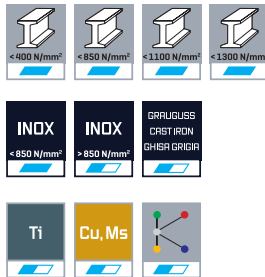 <400 N/mm² <850 N/mm² <1100 N/mm² <1300 N/mm²
INOX INOX GRAUGUSS
<850 N/mm² >850 N/mm² CAST IRON
GHISA GRIGIA
Ti Cu, Ms